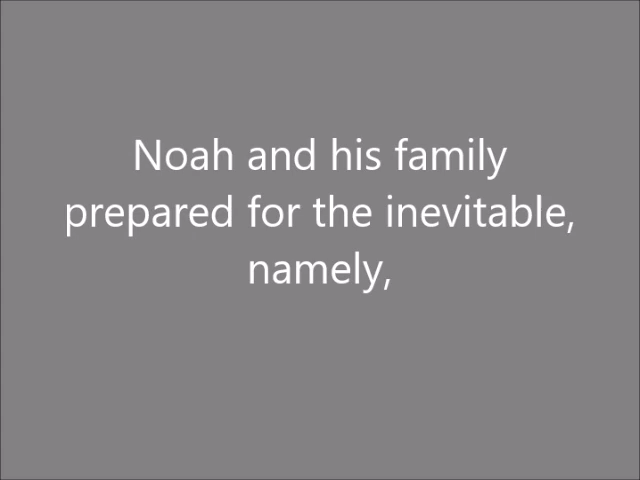 Noah and his family
prepared for the inevitable,
namely,